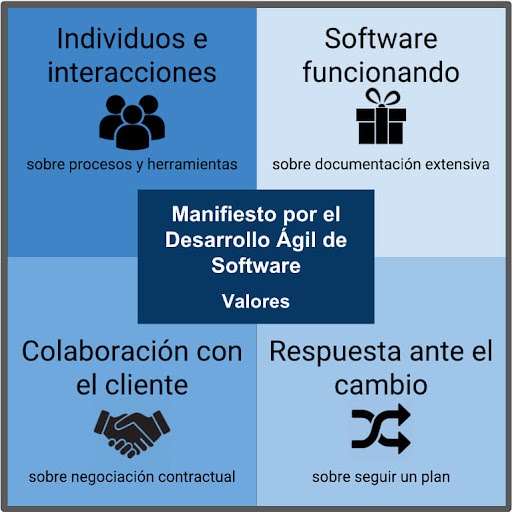 Individuos e
interacciones
sobre procesos y herramientas
Software
funcionando
sobre documentación extensiva
Manifiesto por el
Desarrollo Ágil de
Software
Valores
Colaboración con
el cliente
sobre negociación contractual
Respuesta ante el
cambio
sobre seguir un plan